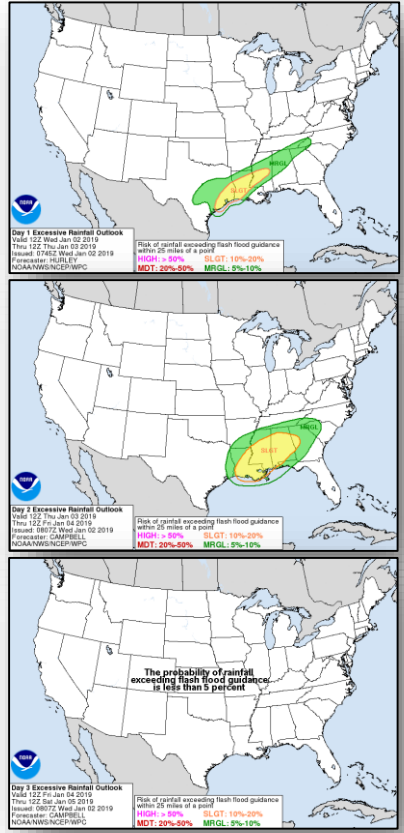 MRGL
SLGT
NOAA
Day 1 Excessive Rainfall Outlook
Valid 12Z Wed Jan 02 2019
Thru 12Z Thu Jan 03 2019
Issued: 0745Z Wed Jan 02 2019
Forecaster: HURLEY
NOAA/NWS/NCEP/WPC
Risk of rainfall exceeding flash flood guidance
within 25 miles of a point
HIGH: > 50% SLGT: 10%-20%
MDT: 20%-50% MRGL: 5%-10%
MRGL
SLGT
NOAA
Day 2 Excessive Rainfall Outlook
Valid 12Z Thu Jan 03 2019
Thru 12Z Fri Jan 04 2019
Issued: 0807Z Wed Jan 02 2019
Forecaster: CAMPBELL
NOAA/NWS/NCEP/WPC
Risk of rainfall exceeding flash flood guidance
within 25 miles of a point
HIGH: > 50% SLGT: 10%-20%
MDT: 20%-50% MRGL: 5%-10%
The probability of rainfall
exceeding flash flood guidance
is less than 5 percent
NOAA
Day 3 Excessive Rainfall Outlook
Valid 12Z Fri Jan 04 2019
Thru 12Z Sat Jan 05 2019
Issued: 0807Z Wed Jan 02 2019
Forecaster: CAMPBELL
NOAA/NWS/NCEP/WPC
Risk of rainfall exceeding flash flood guidance
within 25 miles of a point
HIGH: > 50% SLGT: 10%-20%
MDT: 20%-50% MRGL: 5%-10%